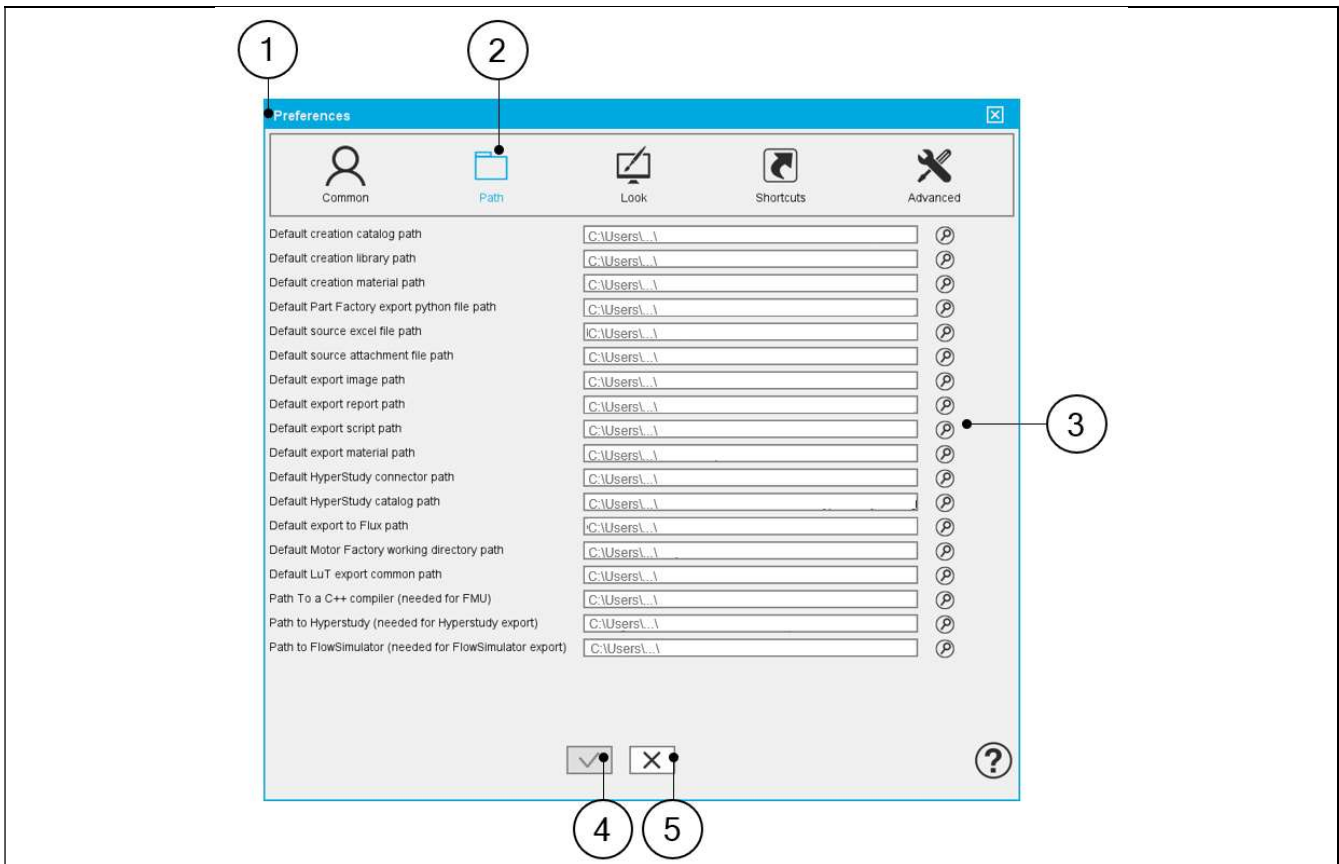 1 2
Preferences
Common Path Look Shortcuts Advanced
Default creation catalog path C:\Users\...\
Default creation library path C:\Users\...\
Default creation material path C:\Users\...\
Default Part Factory export python file path C:\Users\...\
Default source excel file path C:\Users\...\
Default source attachment file path C:\Users\...\
Default export image path C:\Users\...\
Default export report path C:\Users\...\
Default export script path C:\Users\...\
3
Default export material path C:\Users\...\
Default HyperStudy connector path C:\Users\...\
Default HyperStudy catalog path C:\Users\...\
Default export to Flux path C:\Users\...\
Default Motor Factory working directory path C:\Users\...\
Default LuT export common path C:\Users\...\
Path To a C++ compiler (needed for FMU) C:\Users\...\
Path to Hyperstudy (needed for Hyperstudy export) C:\Users\...\
Path to FlowSimulator (needed for FlowSimulator export) C:\Users\...\
?
4 5